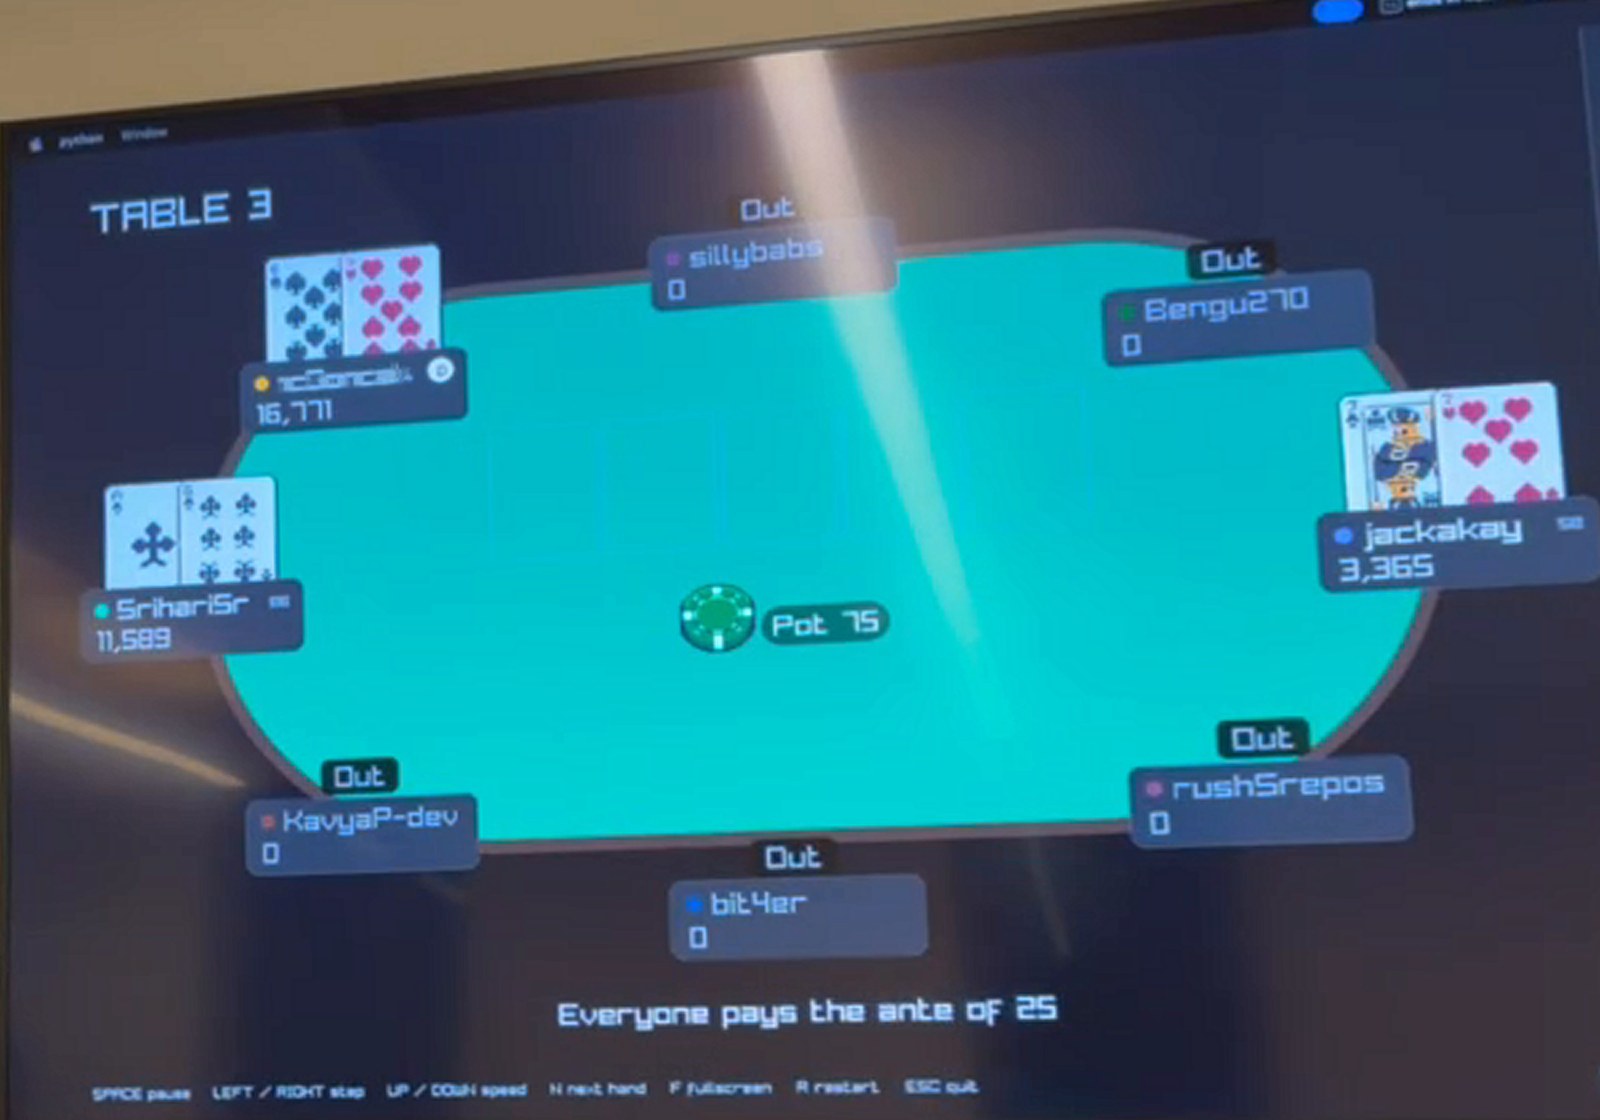 python Window
TABLE 3
Out
sillybabs
0
Out
Bengu270
0
16,771
D
jackakay
3,365
SrihariSr
11,589
Pot 75
Out
KavyaP-dev
0
Out
bit4er
0
Out
rushSrepos
0
Everyone pays the ante of 25
SPACE pause LEFT / RIGHT step UP / DOWN speed N next hand F fullscreen R restart ESC quit